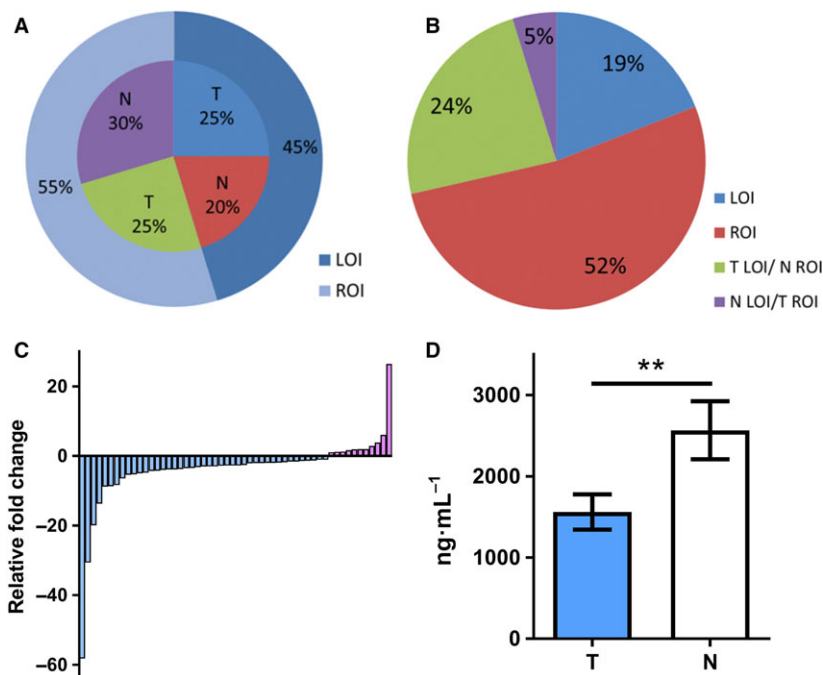 A
N
30%
T
25%
55%
45%
T
25%
N
20%
LOI
ROI
B
5%
19%
24%
52%
LOI
ROI
T LOI/ N ROI
N LOI/T ROI
C
Relative fold change
20
0
–20
–40
–60
D
**
ng·mL⁻¹
3000
2000
1000
0
T
N